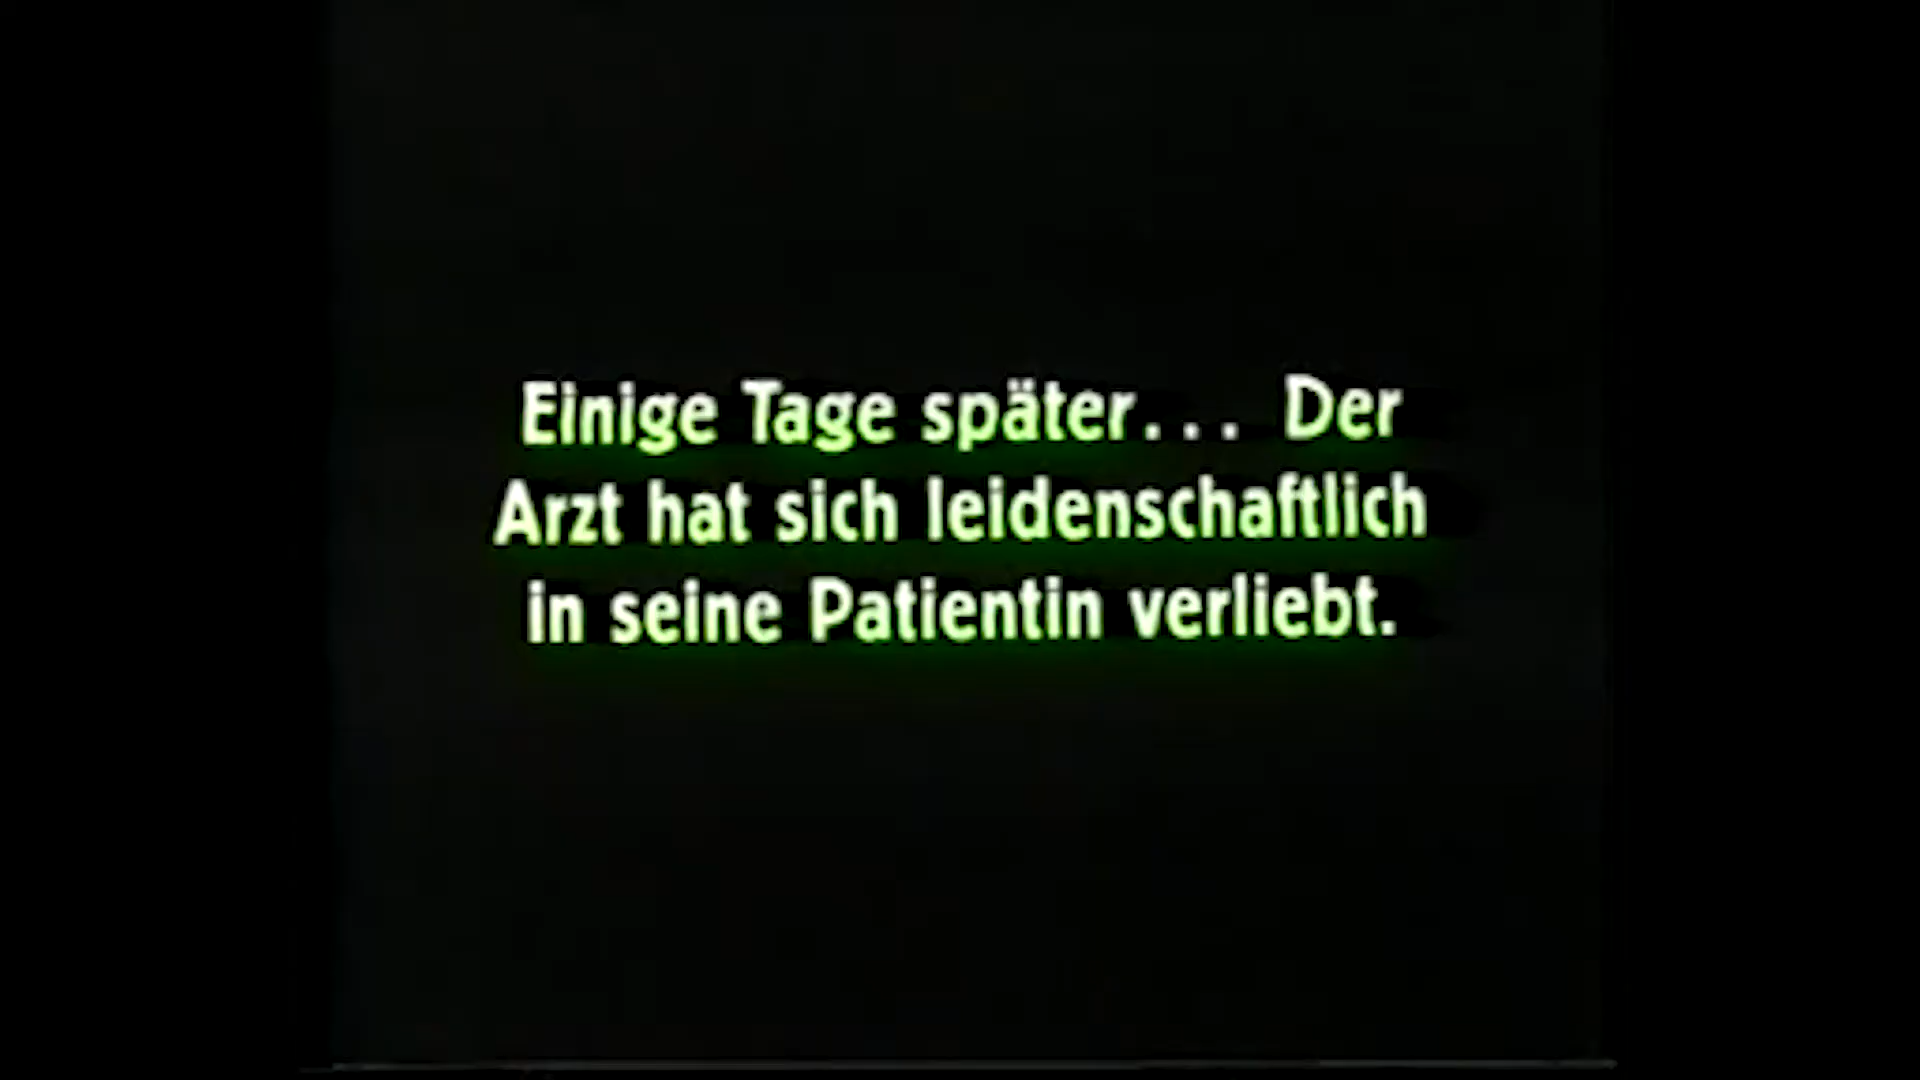 Einige Tage später... Der
Arzt hat sich leidenschaftlich
in seine Patientin verliebt.